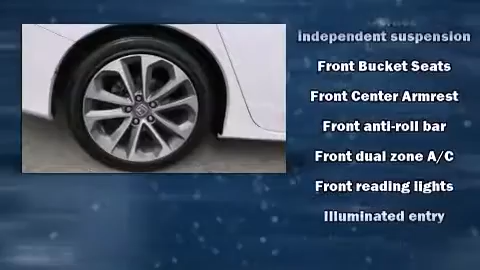 independent suspension
Front Bucket Seats
Front Center Armrest
Front anti-roll bar
Front dual zone A/C
Front reading lights
Illuminated entry